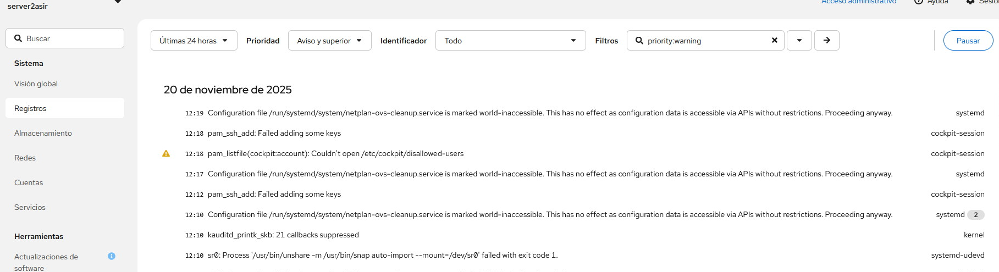 server2asir
Acceso administrativo
Ayuda
Buscar
Sistema
Visión global
Registros
Almacenamiento
Redes
Cuentas
Servicios
Herramientas
Actualizaciones de
software
Últimas 24 horas Prioridad Aviso y superior Identificador Todo Filtros priority:warning Pausar
20 de noviembre de 2025
12:19 Configuration file /run/systemd/system/netplan-ovs-cleanup.service is marked world-inaccessible. This has no effect as configuration data is accessible via APIs without restrictions. Proceeding anyway. systemd
12:18 pam_ssh_add: Failed adding some keys cockpit-session
12:18 pam_listfile(cockpit:account): Couldn't open /etc/cockpit/disallowed-users cockpit-session
12:17 Configuration file /run/systemd/system/netplan-ovs-cleanup.service is marked world-inaccessible. This has no effect as configuration data is accessible via APIs without restrictions. Proceeding anyway. systemd
12:12 pam_ssh_add: Failed adding some keys cockpit-session
12:10 Configuration file /run/systemd/system/netplan-ovs-cleanup.service is marked world-inaccessible. This has no effect as configuration data is accessible via APIs without restrictions. Proceeding anyway. systemd 2
12:10 kauditd_printk_skb: 21 callbacks suppressed kernel
12:10 sr0: Process '/usr/bin/unshare -m /usr/bin/snap auto-import --mount=/dev/sr0' failed with exit code 1. systemd-udevd